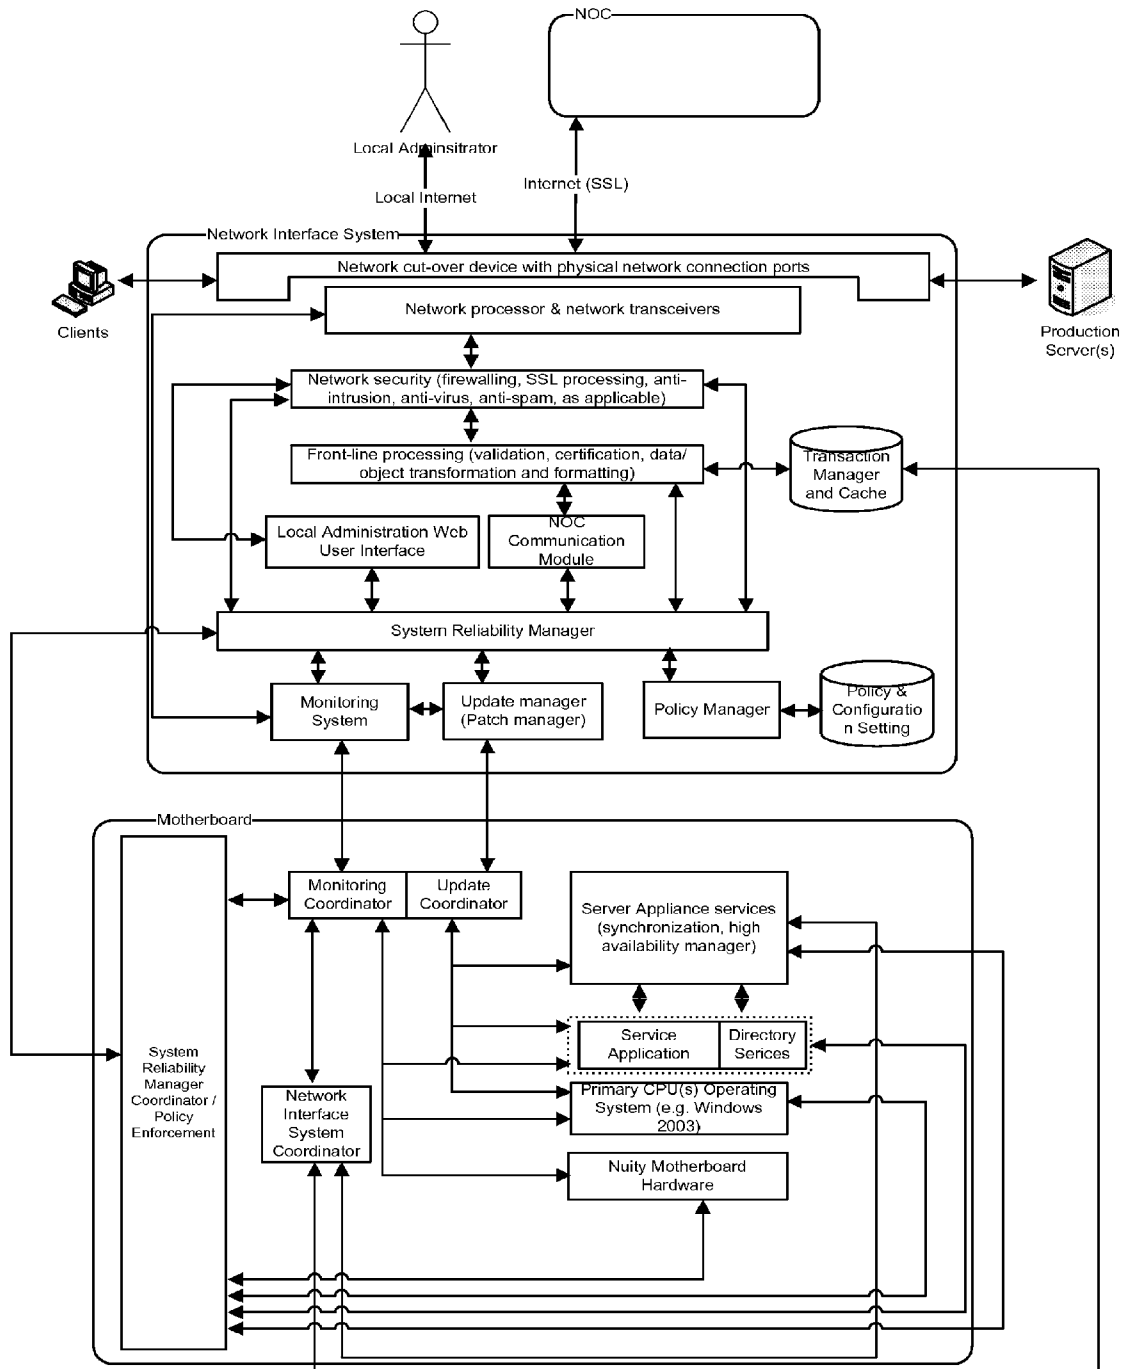 NOC
Local Adminsitrator
Local Internet
Internet (SSL)
Network Interface System
Network cut-over device with physical network connection ports
Clients
Production
Server(s)
Network processor & network transceivers
Network security (firewalling, SSL processing, anti-
intrusion, anti-virus, anti-spam, as applicable)
Front-line processing (validation, certification, data/
object transformation and formatting)
Transaction
Manager
and Cache
Local Administration Web
User Interface
NOC
Communication
Module
System Reliability Manager
Monitoring
System
Update manager
(Patch manager)
Policy Manager
Policy &
Configuratio
n Setting
Motherboard
Monitoring
Coordinator
Update
Coordinator
Server Appliance services
(synchronization, high
availability manager)
Service
Application
Directory
Serices
System
Reliability
Manager
Coordinator /
Policy
Enforcement
Network
Interface
System
Coordinator
Primary CPU(s) Operating
System (e.g. Windows
2003)
Nuity Motherboard
Hardware